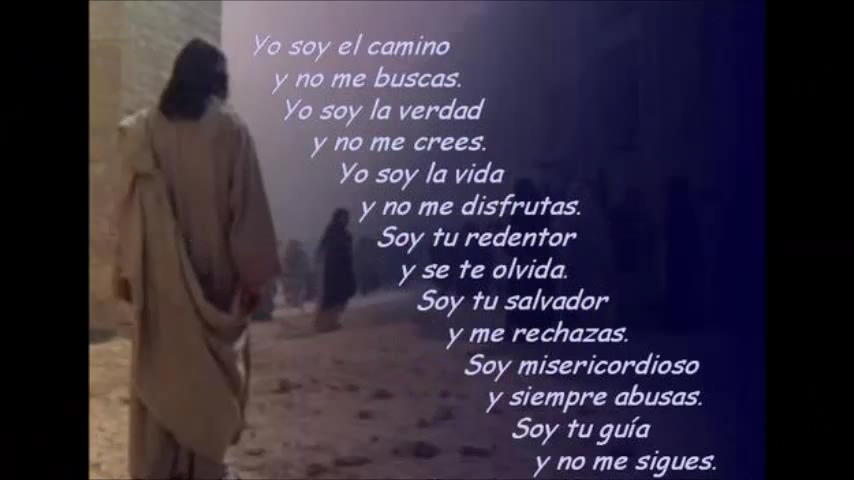 Yo soy el camino
y no me buscas.
Yo soy la verdad
y no me crees.
Yo soy la vida
y no me disfrutas.
Soy tu redentor
y se te olvida.
Soy tu salvador
y me rechazas.
Soy misericordioso
y siempre abusas.
Soy tu guía
y no me sigues.